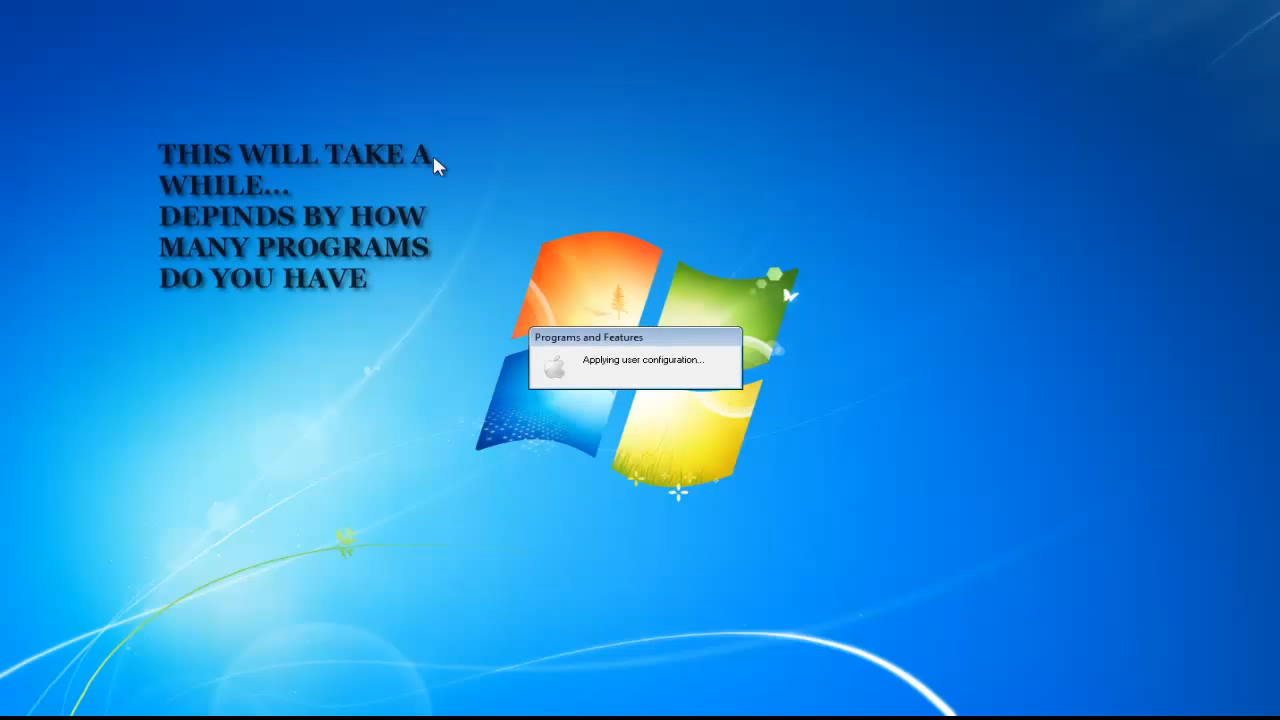 THIS WILL TAKE A
WHILE...
DEPINDS BY HOW
MANY PROGRAMS
DO YOU HAVE
Programs and Features
Applying user configuration...